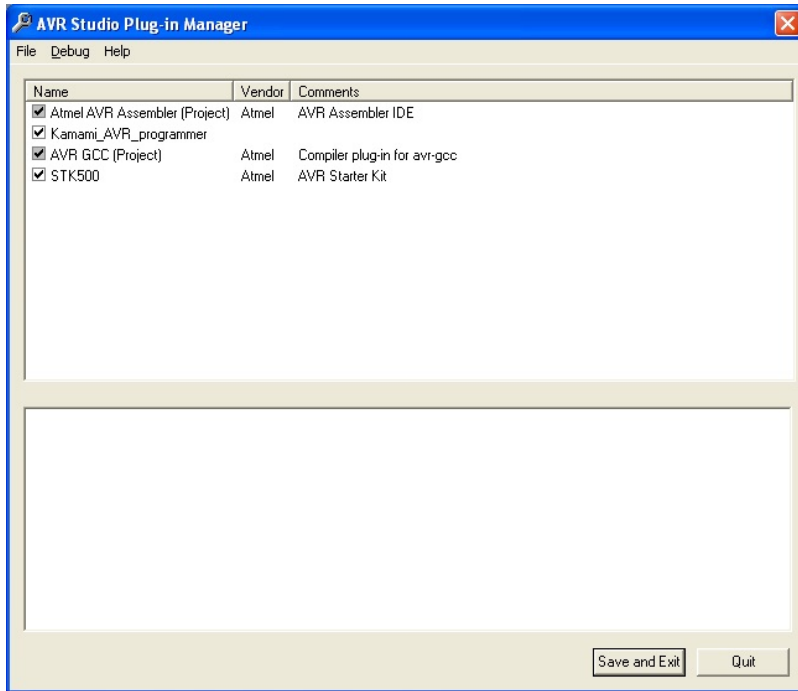 AVR Studio Plug-in Manager
File Debug Help
Name Vendor Comments
Atmel AVR Assembler (Project) Atmel AVR Assembler IDE
Kamami_AVR_programmer
AVR GCC (Project) Atmel Compiler plug-in for avr-gcc
STK500 Atmel AVR Starter Kit
Save and Exit Quit